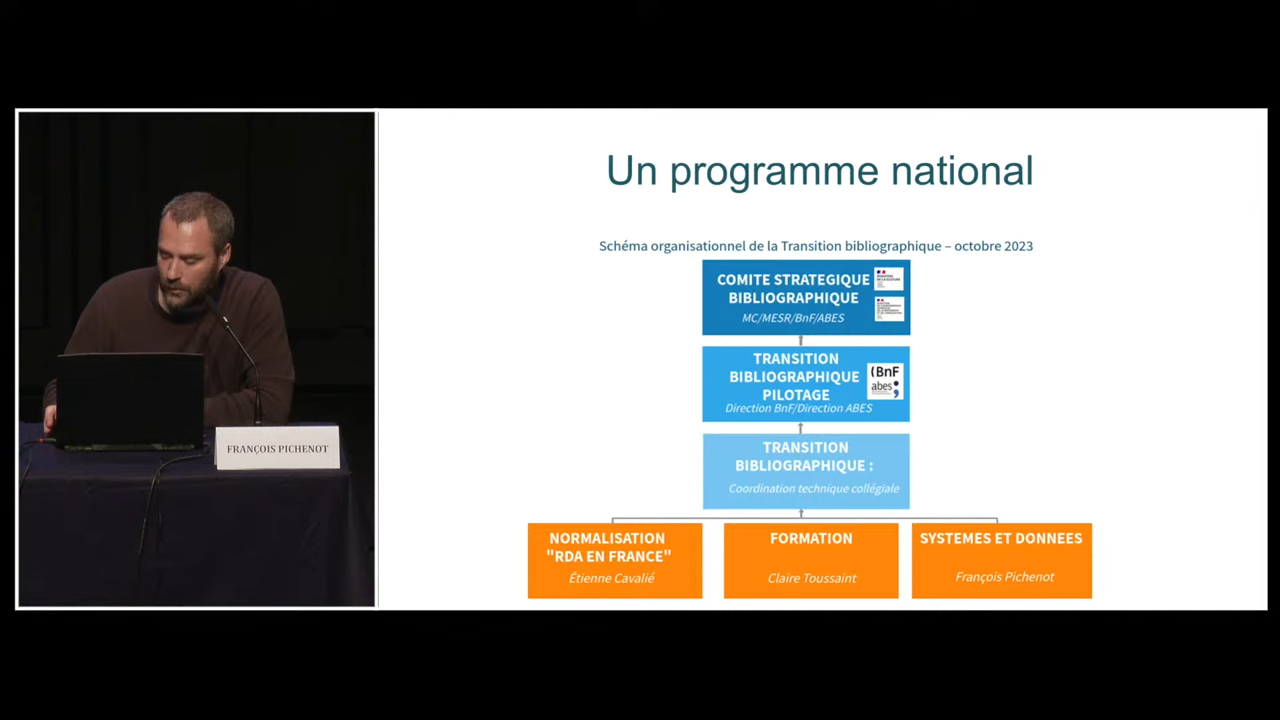 Un programme national
Schéma organisationnel de la Transition bibliographique – octobre 2023
COMITE STRATEGIQUE
BIBLIOGRAPHIQUE
MC/MESR/BnF/ABES
TRANSITION
BIBLIOGRAPHIQUE
PILOTAGE
Direction BnF/Direction ABES
(BnF
abes
TRANSITION
BIBLIOGRAPHIQUE :
Coordination technique collégiale
NORMALISATION
"RDA EN FRANCE"
Étienne Cavalié
FORMATION
Claire Toussaint
SYSTEMES ET DONNEES
François Pichenot
FRANÇOIS PICHENOT